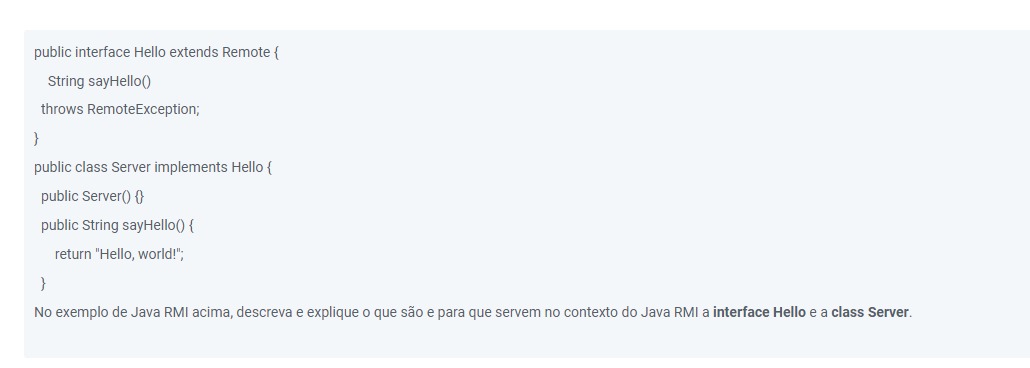 public interface Hello extends Remote {
String sayHello()
throws RemoteException;
}
public class Server implements Hello {
public Server() {}
public String sayHello() {
return "Hello, world!";
}
No exemplo de Java RMI acima, descreva e explique o que são e para que servem no contexto do Java RMI a interface Hello e a class Server.